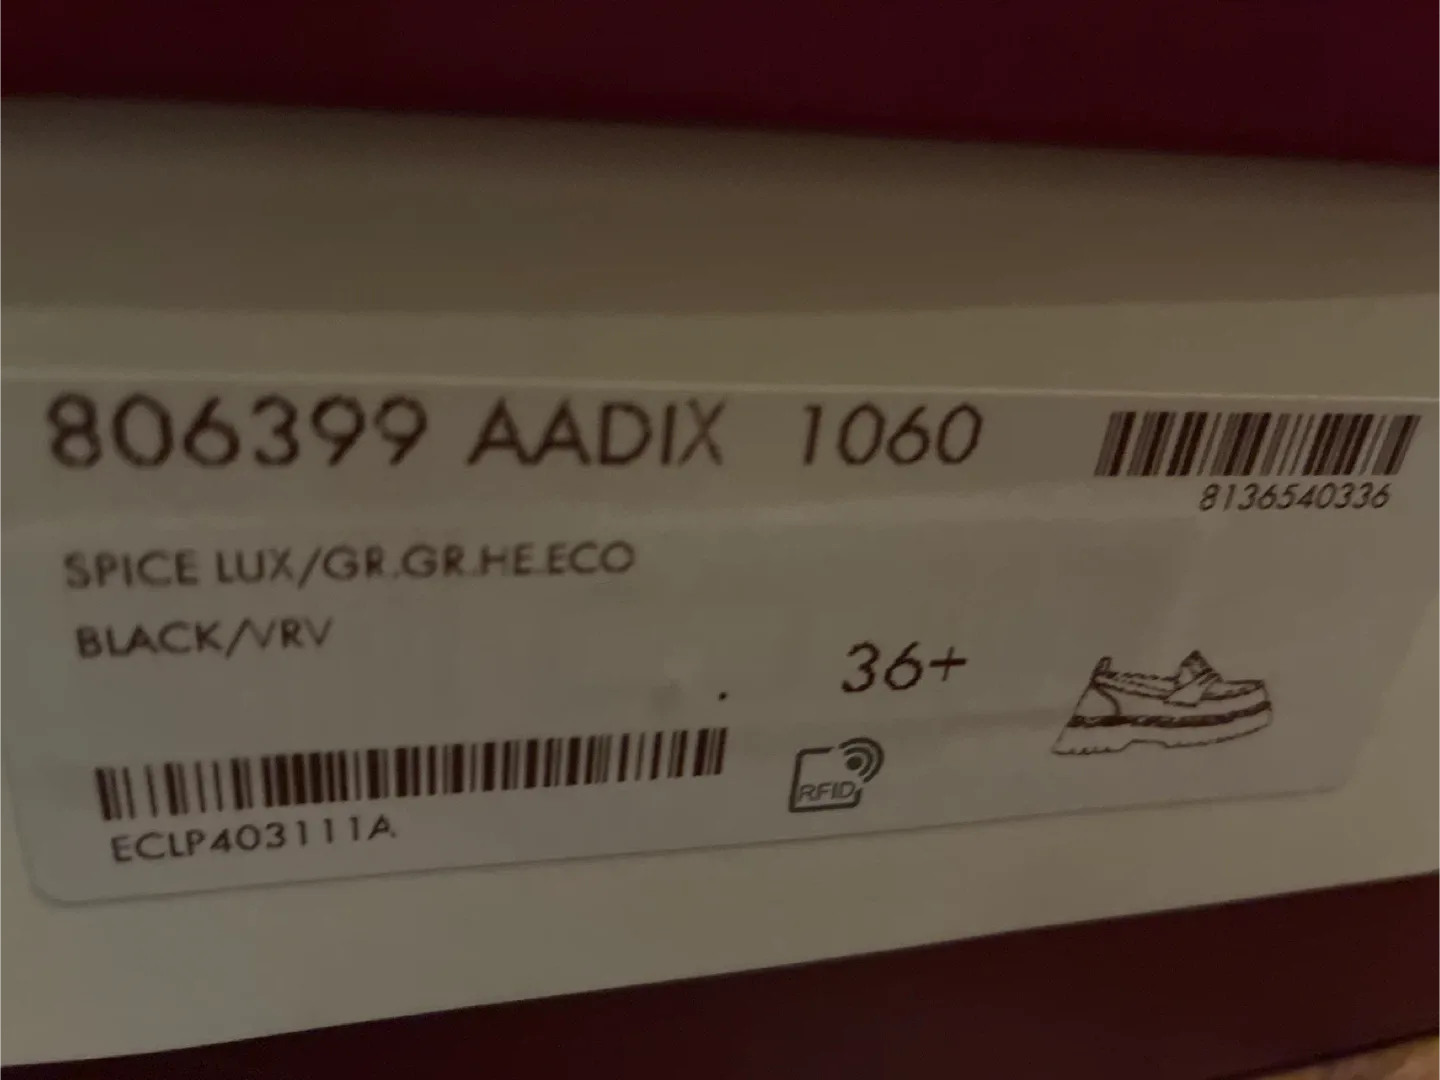 806399 AADIX 1060
8136540336
SPICE LUX/GR.GR.HE.ECO
BLACK/VRV
36+
RFID
ECLP403111A